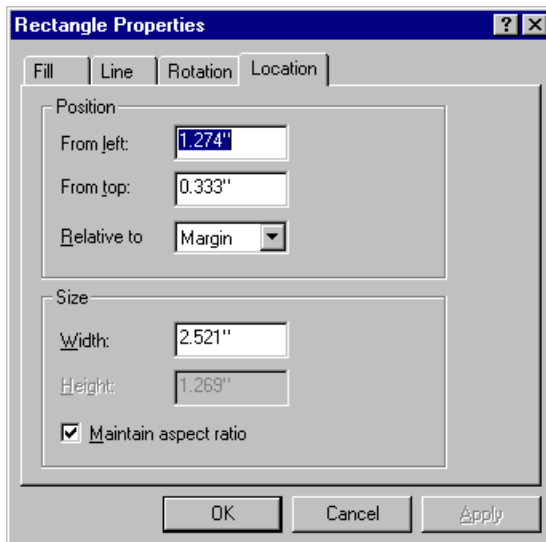 Rectangle Properties
Fill Line Rotation Location
Position
From left: 1.274"
From top: 0.333"
Relative to Margin
Size
Width: 2.521"
Height: 1.269"
Maintain aspect ratio
OK Cancel Apply